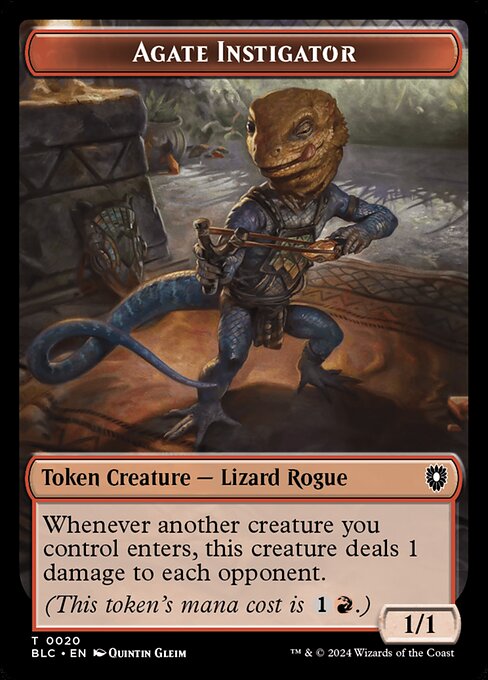 Agate Instigator
Token Creature — Lizard Rogue
Whenever another creature you
control enters, this creature deals 1
damage to each opponent.
(This token's mana cost is 1 .)
1/1
T 0020
BLC • EN Quintin Gleim
™ & © 2024 Wizards of the Coast